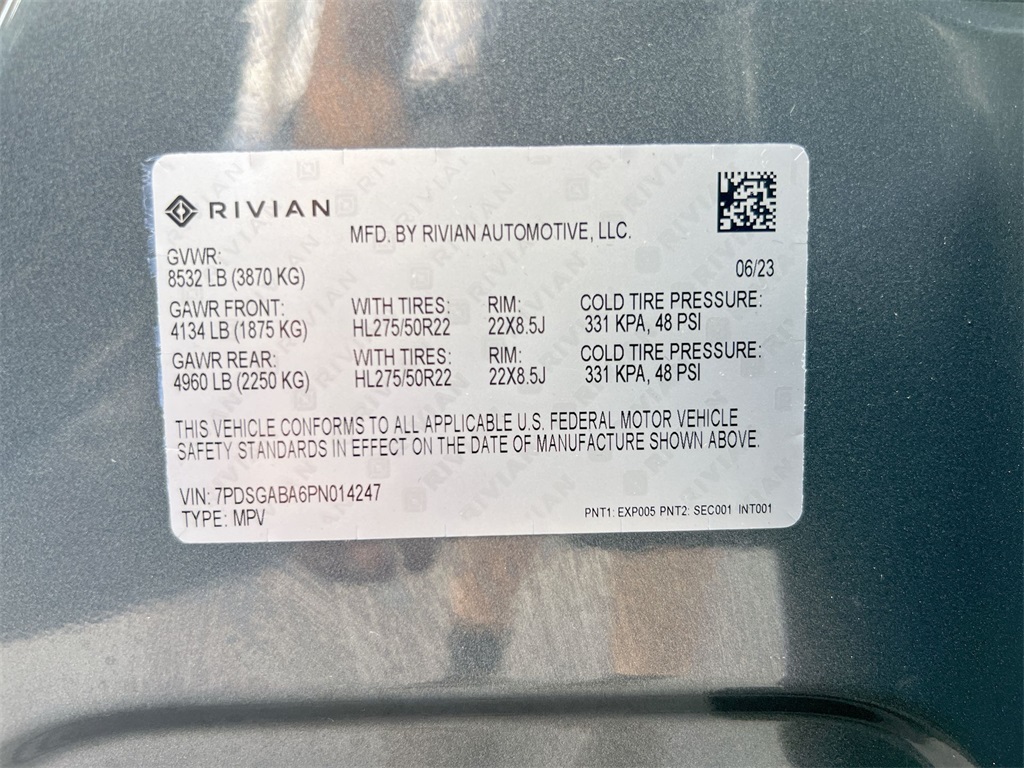 RIVIAN
MFD. BY RIVIAN AUTOMOTIVE, LLC.
GVWR:
8532 LB (3870 KG)
06/23
GAWR FRONT: WITH TIRES: RIM: COLD TIRE PRESSURE:
4134 LB (1875 KG) HL275/50R22 22X8.5J 331 KPA, 48 PSI
GAWR REAR: WITH TIRES: RIM: COLD TIRE PRESSURE:
4960 LB (2250 KG) HL275/50R22 22X8.5J 331 KPA, 48 PSI
THIS VEHICLE CONFORMS TO ALL APPLICABLE U.S. FEDERAL MOTOR VEHICLE
SAFETY STANDARDS IN EFFECT ON THE DATE OF MANUFACTURE SHOWN ABOVE.
VIN: 7PDSGABA6PN014247
TYPE: MPV
PNT1: EXP005 PNT2: SEC001 INT001